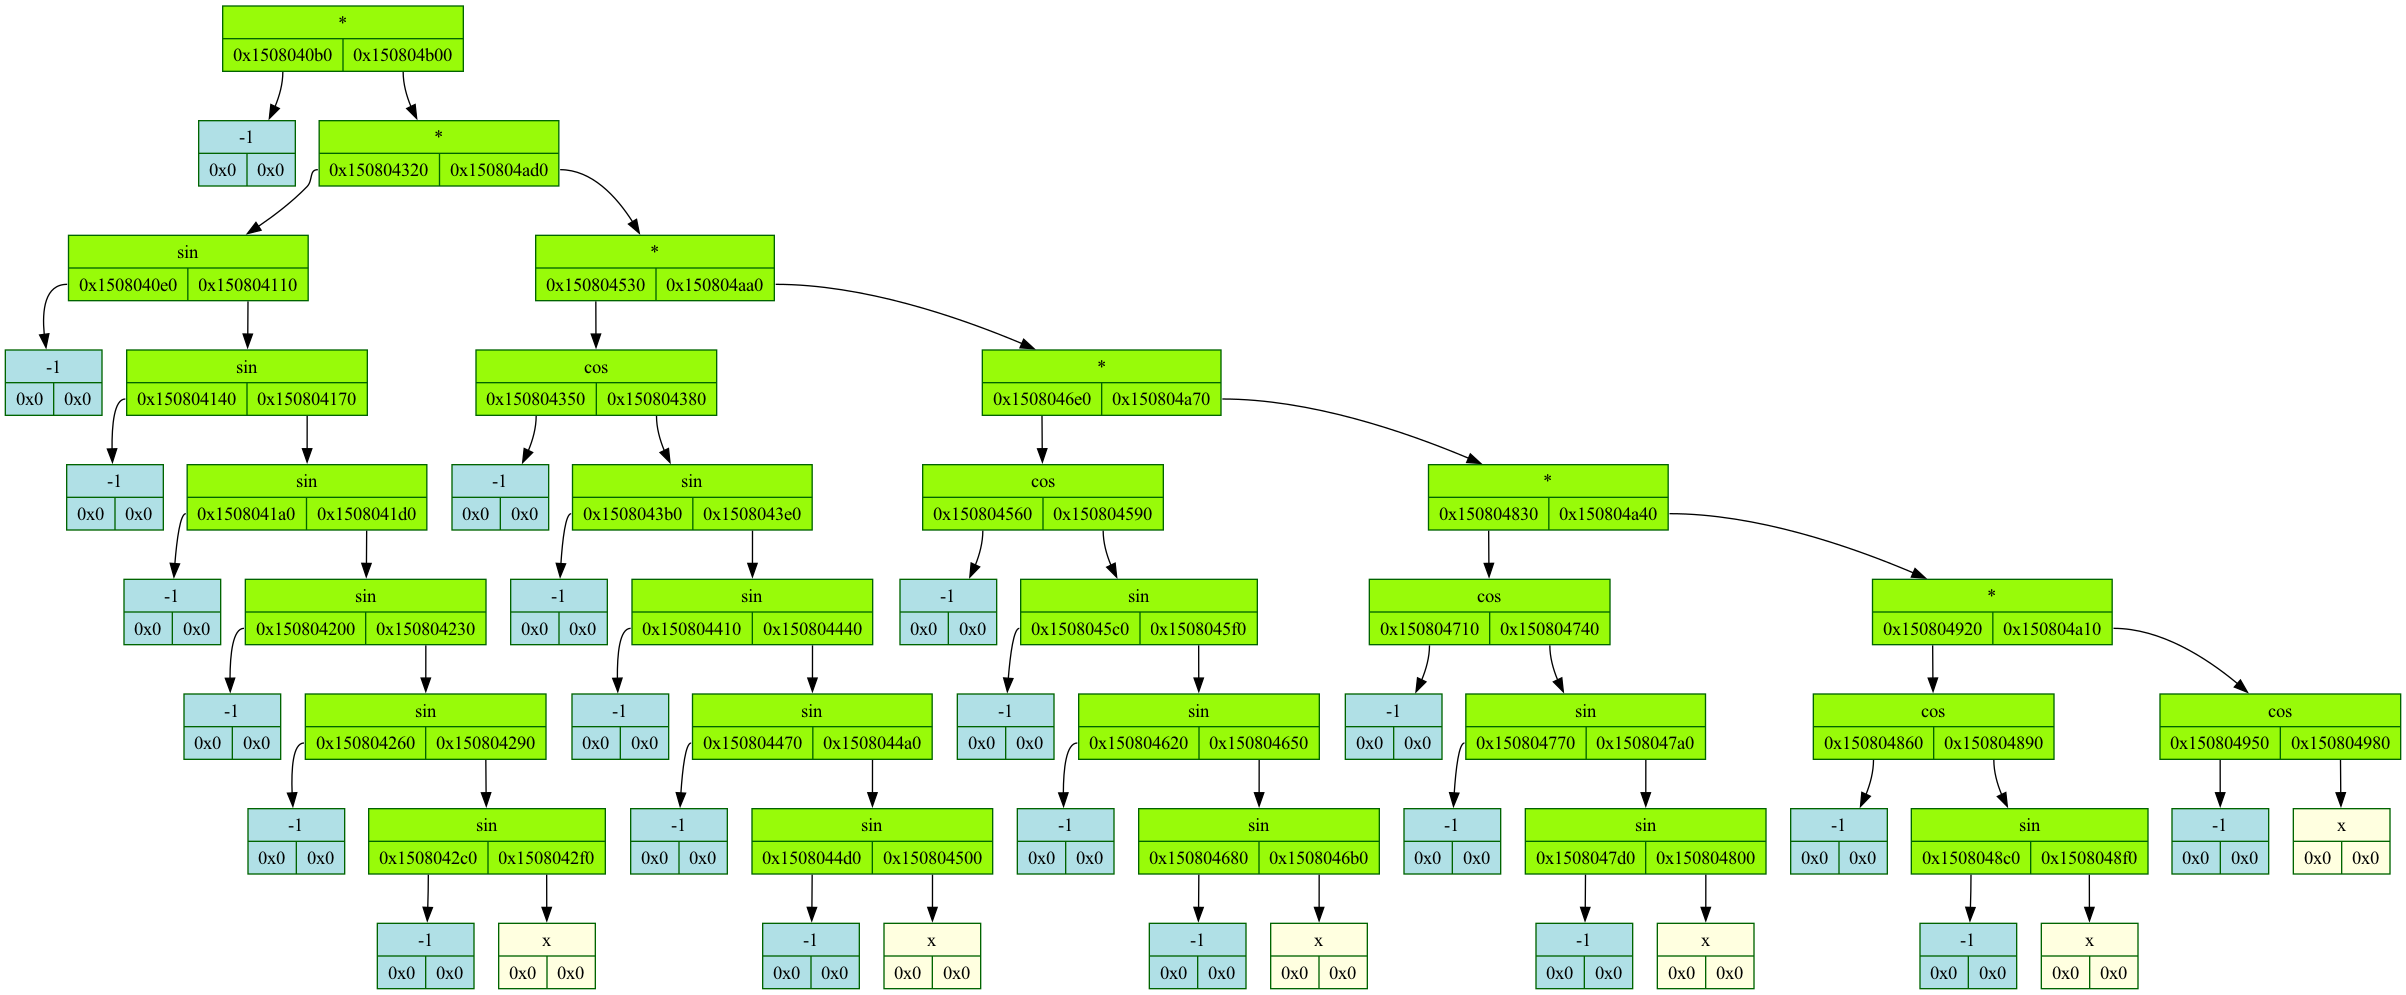 *
0x1508040b0 0x150804b00
-1 *
0x0 0x0 0x150804320 0x150804ad0
sin *
0x1508040e0 0x150804110 0x150804530 0x150804aa0
-1 sin cos *
0x0 0x0 0x150804140 0x150804170 0x150804350 0x150804380 0x1508046e0 0x150804a70
-1 sin -1 sin cos *
0x0 0x0 0x1508041a0 0x1508041d0 0x0 0x0 0x1508043b0 0x1508043e0 0x150804560 0x150804590 0x150804830 0x150804a40
-1 sin -1 sin -1 sin cos *
0x0 0x0 0x150804200 0x150804230 0x0 0x0 0x150804410 0x150804440 0x0 0x0 0x1508045c0 0x1508045f0 0x150804710 0x150804740 0x150804920 0x150804a10
-1 sin -1 sin -1 sin -1 sin cos cos
0x0 0x0 0x150804260 0x150804290 0x0 0x0 0x150804470 0x1508044a0 0x0 0x0 0x150804620 0x150804650 0x0 0x0 0x150804770 0x1508047a0 0x150804860 0x150804890 0x150804950 0x150804980
-1 sin -1 sin -1 sin -1 sin -1 sin -1 x
0x0 0x0 0x1508042c0 0x1508042f0 0x0 0x0 0x1508044d0 0x150804500 0x0 0x0 0x150804680 0x1508046b0 0x0 0x0 0x1508047d0 0x150804800 0x0 0x0 0x1508048c0 0x1508048f0 0x0 0x0 0x0 0x0
-1 x -1 x -1 x -1 x -1 x
0x0 0x0 0x0 0x0 0x0 0x0 0x0 0x0 0x0 0x0 0x0 0x0 0x0 0x0 0x0 0x0 0x0 0x0 0x0 0x0